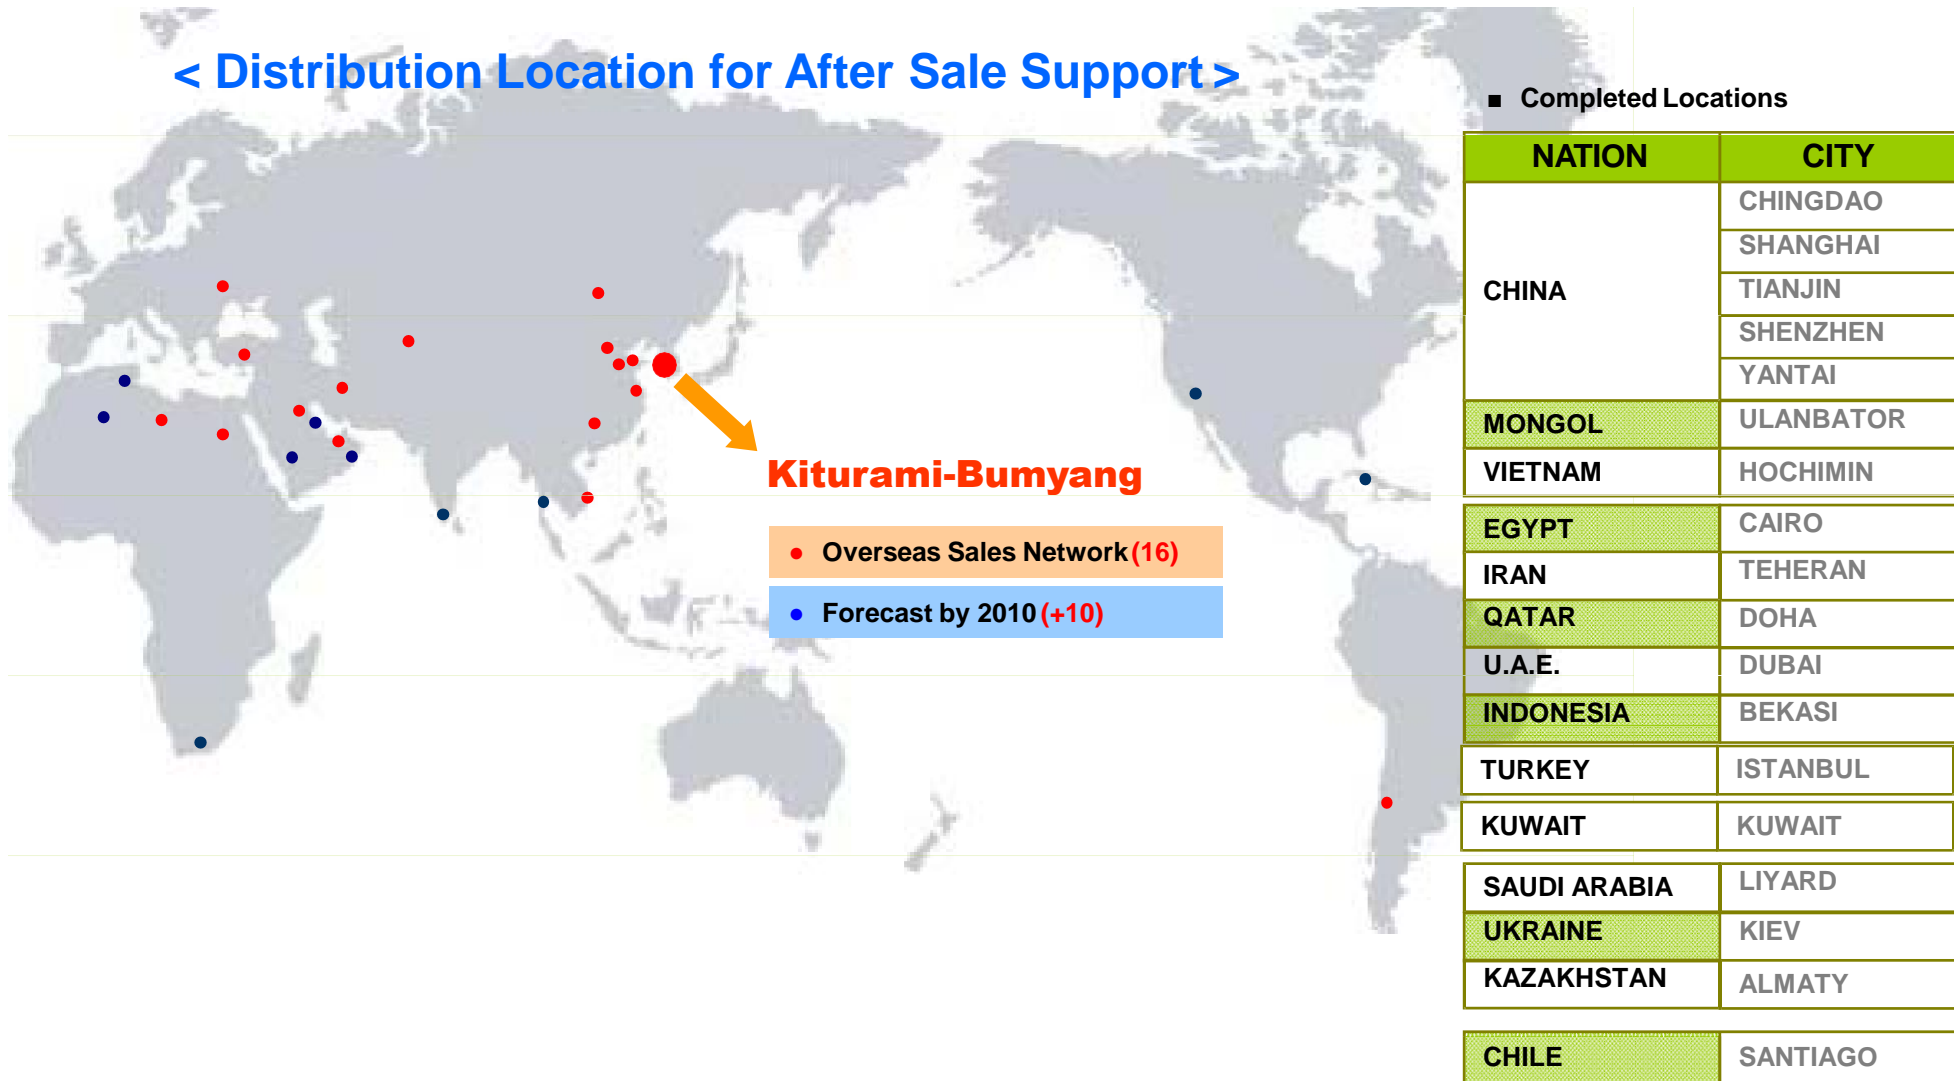 < Distribution Location for After Sale Support >
■ Completed Locations
NATION CITY
CHINA
CHINGDAO
SHANGHAI
TIANJIN
SHENZHEN
YANTAI
MONGOL ULANBATOR
VIETNAM HOCHIMIN
EGYPT CAIRO
IRAN TEHERAN
QATAR DOHA
U.A.E. DUBAI
INDONESIA BEKASI
TURKEY ISTANBUL
KUWAIT KUWAIT
SAUDI ARABIA LIYARD
UKRAINE KIEV
KAZAKHSTAN ALMATY
CHILE SANTIAGO
Kiturami-Bumyang
● Overseas Sales Network (16)
● Forecast by 2010 (+10)